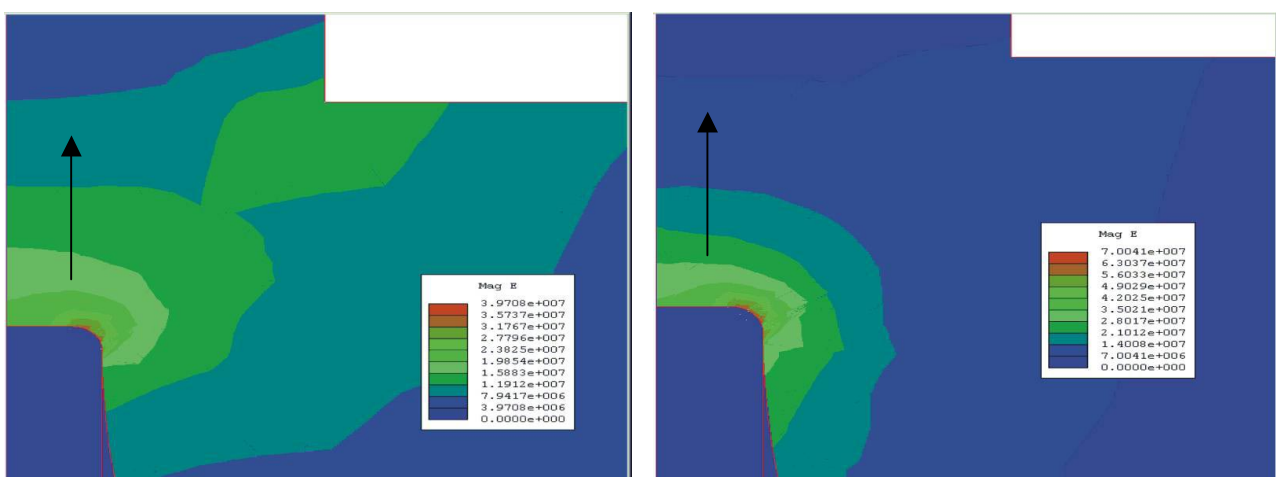 Mag E
3.9708e+007
3.5737e+007
3.1767e+007
2.7796e+007
2.3825e+007
1.9854e+007
1.5883e+007
1.1912e+007
7.9417e+006
3.9708e+006
0.0000e+000
Mag E
7.0041e+007
6.3037e+007
5.6033e+007
4.9029e+007
4.2025e+007
3.5021e+007
2.8017e+007
2.1012e+007
1.4008e+007
7.0041e+006
0.0000e+000